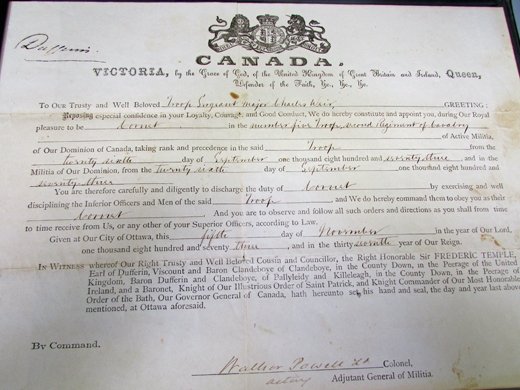 Dufferin
CANADA.
VICTORIA, by the Grace of God, of the United Kingdom of Great Britain and Ireland, Queen,
Defender of the Faith, &c., &c., &c.
To Our Trusty and Well Beloved Troop Sergeant Major Charles Weir, GREETING:
Reposing especial confidence in your Loyalty, Courage, and Good Conduct, We do hereby constitute and appoint you, during Our Royal
pleasure to be Cornet in the number five Troop, second Regiment of Cavalry
of Active Militia,
of Our Dominion of Canada, taking rank and precedence in the said Troop from the
twenty sixth day of September one thousand eight hundred and seventy three, and in the
Militia of Our Dominion, from the twenty sixth day of September one thousand eight hundred and
seventy three
You are therefore carefully and diligently to discharge the duty of Cornet by exercising and well
disciplining the Inferior Officers and Men of the said Troop, and We do hereby command them to obey you as their
Cornet. And you are to observe and follow all such orders and directions as you shall from time
to time receive from Us, or any other of your Superior Officers, according to Law.
Given at Our City of Ottawa, this fifth day of November in the year of Our Lord,
one thousand eight hundred and seventy three, and in the thirty seventh year of Our Reign.
In Witness whereof Our Right Trusty and Well Beloved Cousin and Councillor, the Right Honorable Sir FREDERIC TEMPLE,
Earl of Dufferin, Viscount and Baron Clandeboye of Clandeboye, in the County Down, in the Peerage of the United
Kingdom, Baron Dufferin and Clandeboye, of Ballyleidy and Killeleagh, in the County Down, in the Peerage of
Ireland, and a Baronet, Knight of Our Illustrious Order of Saint Patrick, and Knight Commander of Our Most Honorable
Order of the Bath, Our Governor General of Canada, hath hereunto set his hand and seal, the day and year last above
mentioned, at Ottawa aforesaid.
By Command.
Walker Powell Lt Colonel,
acting Adjutant General of Militia.